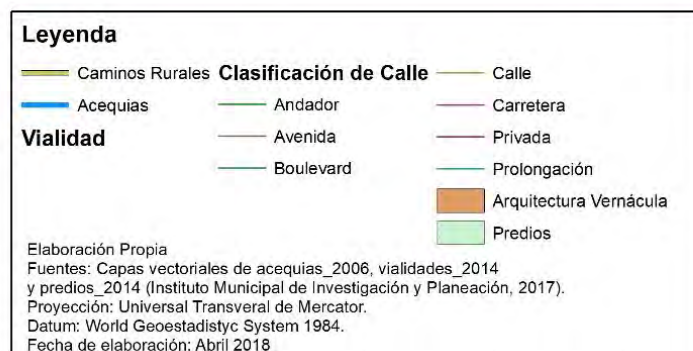 Leyenda
Caminos Rurales
Acequias
Vialidad
Clasificación de Calle
Andador
Avenida
Boulevard
Calle
Carretera
Privada
Prolongación
Arquitectura Vernácula
Predios
Elaboración Propia
Fuentes: Capas vectoriales de acequias_2006, vialidades_2014
y predios_2014 (Instituto Municipal de Investigación y Planeación, 2017).
Proyección: Universal Transveral de Mercator.
Datum: World Geoestadistyc System 1984.
Fecha de elaboración: Abril 2018